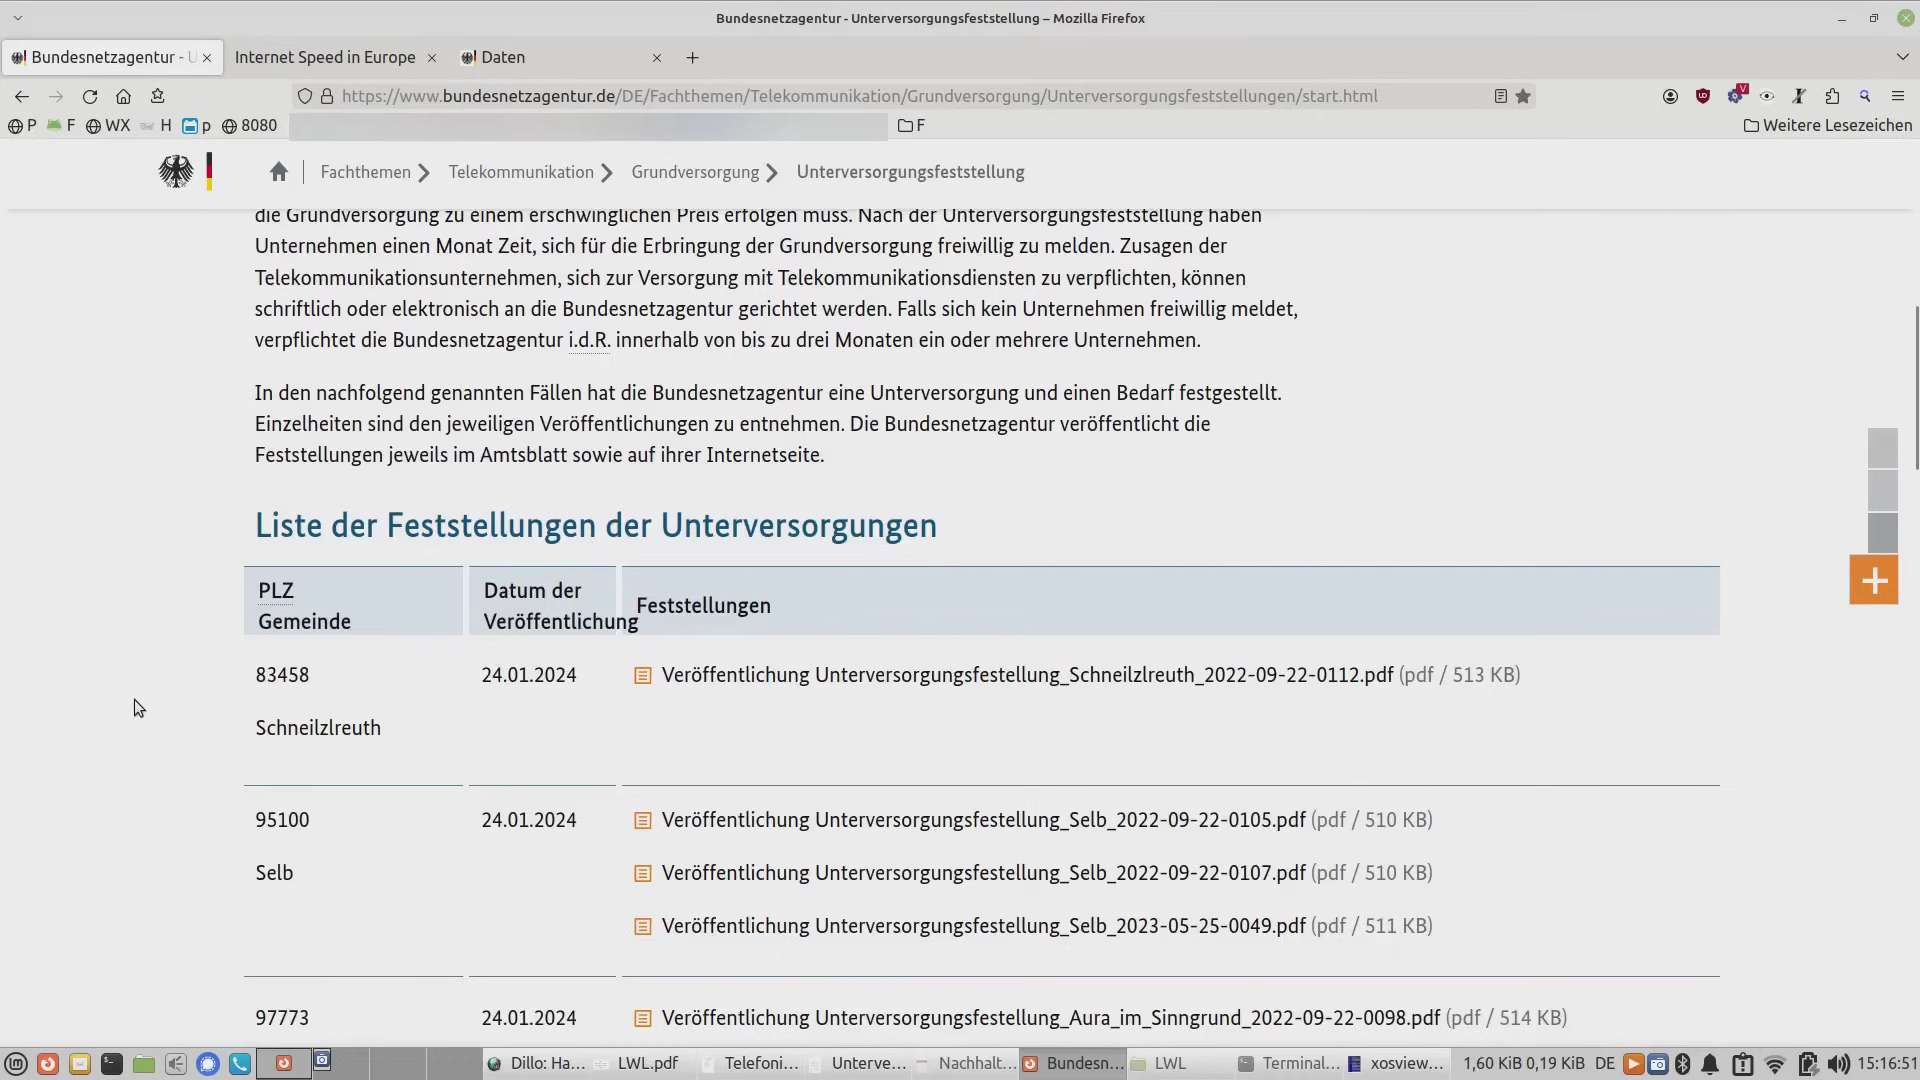 Bundesnetzagentur - Unterversorgungsfeststellung – Mozilla Firefox
Bundesnetzagentur - U
Internet Speed in Europe
Daten
https://www.bundesnetzagentur.de/DE/Fachthemen/Telekommunikation/Grundversorgung/Unterversorgungsfeststellungen/start.html
P F WX H p 8080 F Weitere Lesezeichen
Fachthemen Telekommunikation Grundversorgung Unterversorgungsfeststellung
die Grundversorgung zu einem erschwinglichen Preis erfolgen muss. Nach der Unterversorgungsfeststellung haben
Unternehmen einen Monat Zeit, sich für die Erbringung der Grundversorgung freiwillig zu melden. Zusagen der
Telekommunikationsunternehmen, sich zur Versorgung mit Telekommunikationsdiensten zu verpflichten, können
schriftlich oder elektronisch an die Bundesnetzagentur gerichtet werden. Falls sich kein Unternehmen freiwillig meldet,
verpflichtet die Bundesnetzagentur i.d.R. innerhalb von bis zu drei Monaten ein oder mehrere Unternehmen.
In den nachfolgend genannten Fällen hat die Bundesnetzagentur eine Unterversorgung und einen Bedarf festgestellt.
Einzelheiten sind den jeweiligen Veröffentlichungen zu entnehmen. Die Bundesnetzagentur veröffentlicht die
Feststellungen jeweils im Amtsblatt sowie auf ihrer Internetseite.
Liste der Feststellungen der Unterversorgungen
PLZ
Gemeinde
Datum der
Veröffentlichung
Feststellungen
83458
Schneilzlreuth
24.01.2024
Veröffentlichung Unterversorgungsfestellung_Schneilzlreuth_2022-09-22-0112.pdf (pdf / 513 KB)
95100
Selb
24.01.2024
Veröffentlichung Unterversorgungsfestellung_Selb_2022-09-22-0105.pdf (pdf / 510 KB)
Veröffentlichung Unterversorgungsfestellung_Selb_2022-09-22-0107.pdf (pdf / 510 KB)
Veröffentlichung Unterversorgungsfestellung_Selb_2023-05-25-0049.pdf (pdf / 511 KB)
97773
24.01.2024
Veröffentlichung Unterversorgungsfestellung_Aura_im_Sinngrund_2022-09-22-0098.pdf (pdf / 514 KB)
Dillo: Ha... LWL.pdf Telefoni... Unterve... Nachhalt... Bundesn... LWL Terminal... xosview... 1,60 KiB 0,19 KiB DE 15:16:51